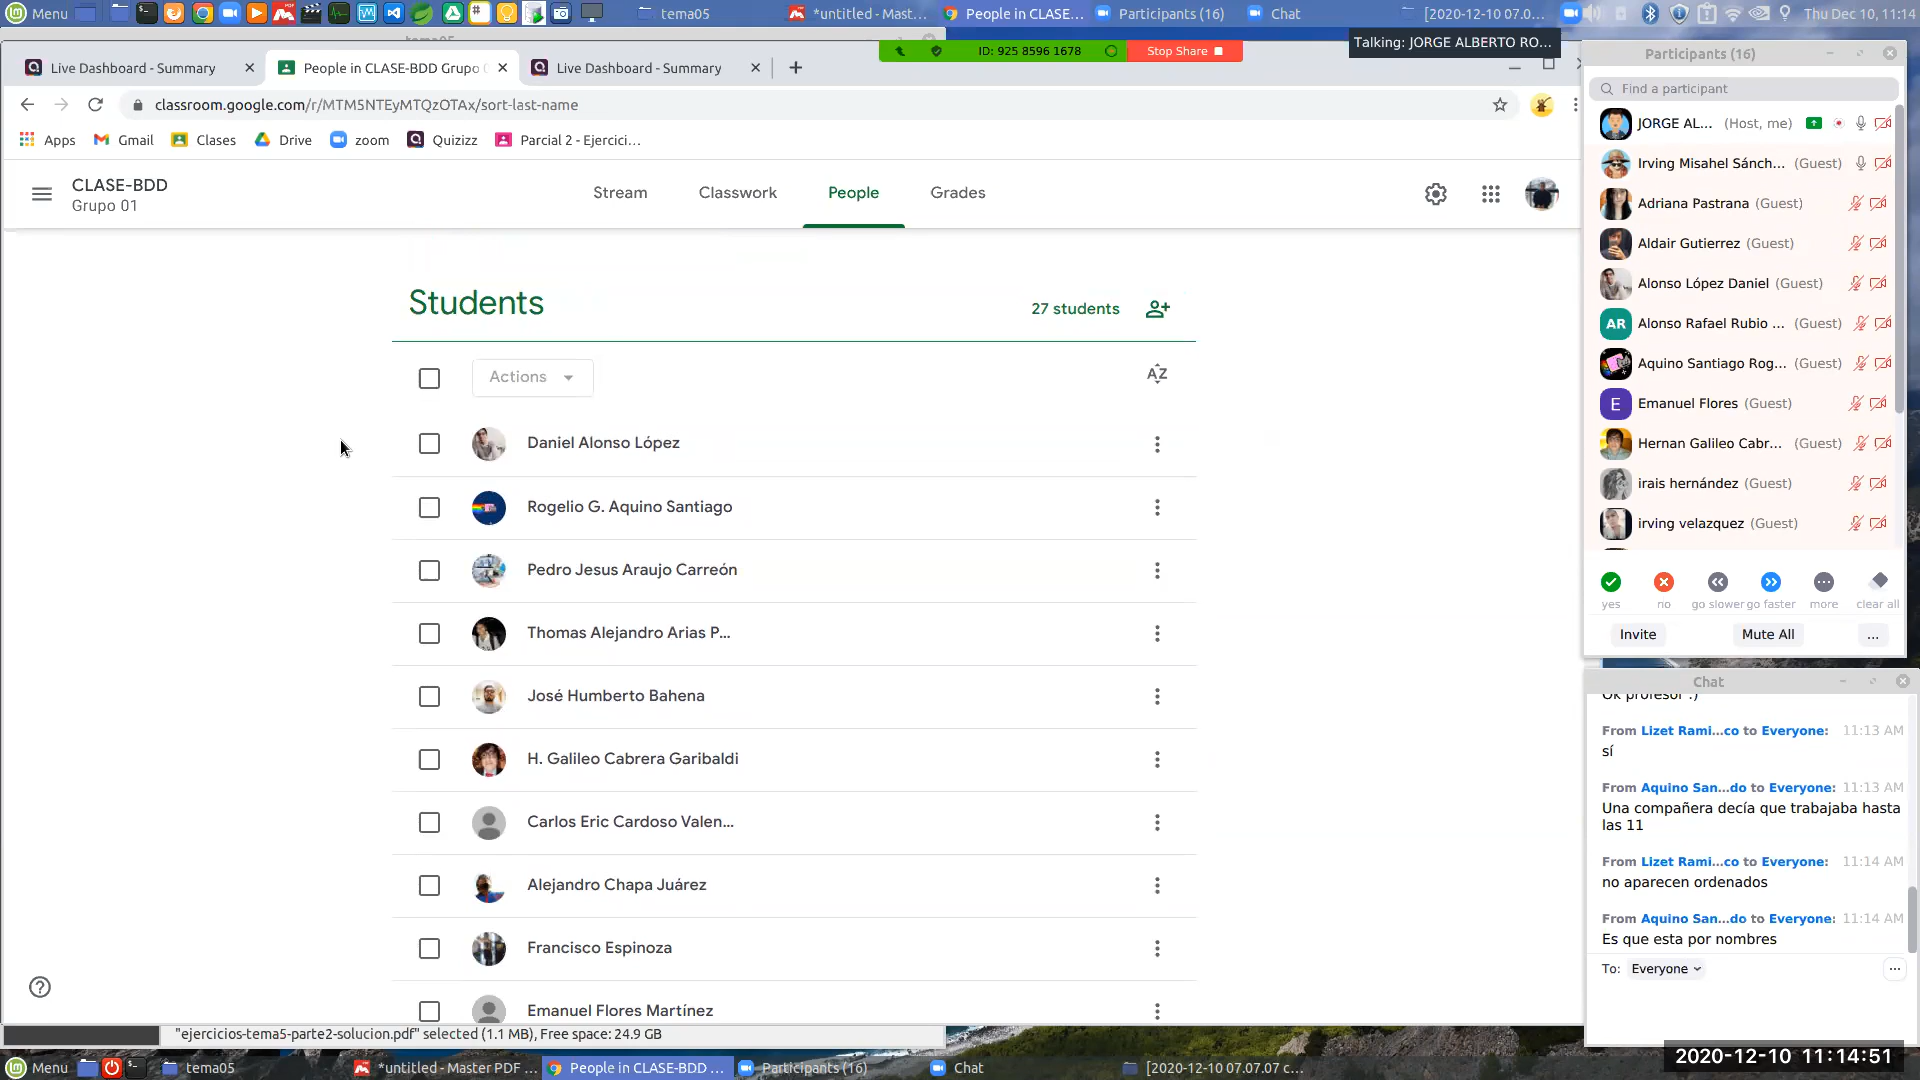 Menu
tema05
*untitled - Mast...
People in CLASE...
Participants (16)
Chat
[2020-12-10 07.0...
Thu Dec 10, 11:14
Live Dashboard - Summary
People in CLASE-BDD Grupo
Live Dashboard - Summary
ID: 925 8596 1678
Stop Share
Talking: JORGE ALBERTO RO...
classroom.google.com/r/MTM5NTEyMTQzOTAx/sort-last-name
Apps
Gmail
Clases
Drive
zoom
Quizizz
Parcial 2 - Ejercici...
CLASE-BDD
Grupo 01
Stream
Classwork
People
Grades
Students
27 students
Actions
AZ
Daniel Alonso López
Rogelio G. Aquino Santiago
Pedro Jesus Araujo Carreón
Thomas Alejandro Arias P...
José Humberto Bahena
H. Galileo Cabrera Garibaldi
Carlos Eric Cardoso Valen...
Alejandro Chapa Juárez
Francisco Espinoza
Emanuel Flores Martínez
Participants (16)
Find a participant
JORGE AL... (Host, me)
Irving Misahel Sánch... (Guest)
Adriana Pastrana (Guest)
Aldair Gutierrez (Guest)
Alonso López Daniel (Guest)
AR Alonso Rafael Rubio ... (Guest)
Aquino Santiago Rog... (Guest)
E Emanuel Flores (Guest)
Hernan Galileo Cabr... (Guest)
irais hernández (Guest)
irving velazquez (Guest)
yes
no
go slower
go faster
more
clear all
Invite
Mute All
...
Chat
Ok profesor :)
From Lizet Rami...co to Everyone: 11:13 AM
sí
From Aquino San...do to Everyone: 11:13 AM
Una compañera decía que trabajaba hasta
las 11
From Lizet Rami...co to Everyone: 11:14 AM
no aparecen ordenados
From Aquino San...do to Everyone: 11:14 AM
Es que esta por nombres
To: Everyone
"ejercicios-tema5-parte2-solucion.pdf" selected (1.1 MB), Free space: 24.9 GB
Menu
tema05
*untitled - Master PDF ...
People in CLASE-BDD ...
Participants (16)
Chat
[2020-12-10 07.07.07 c...
2020-12-10 11:14:51